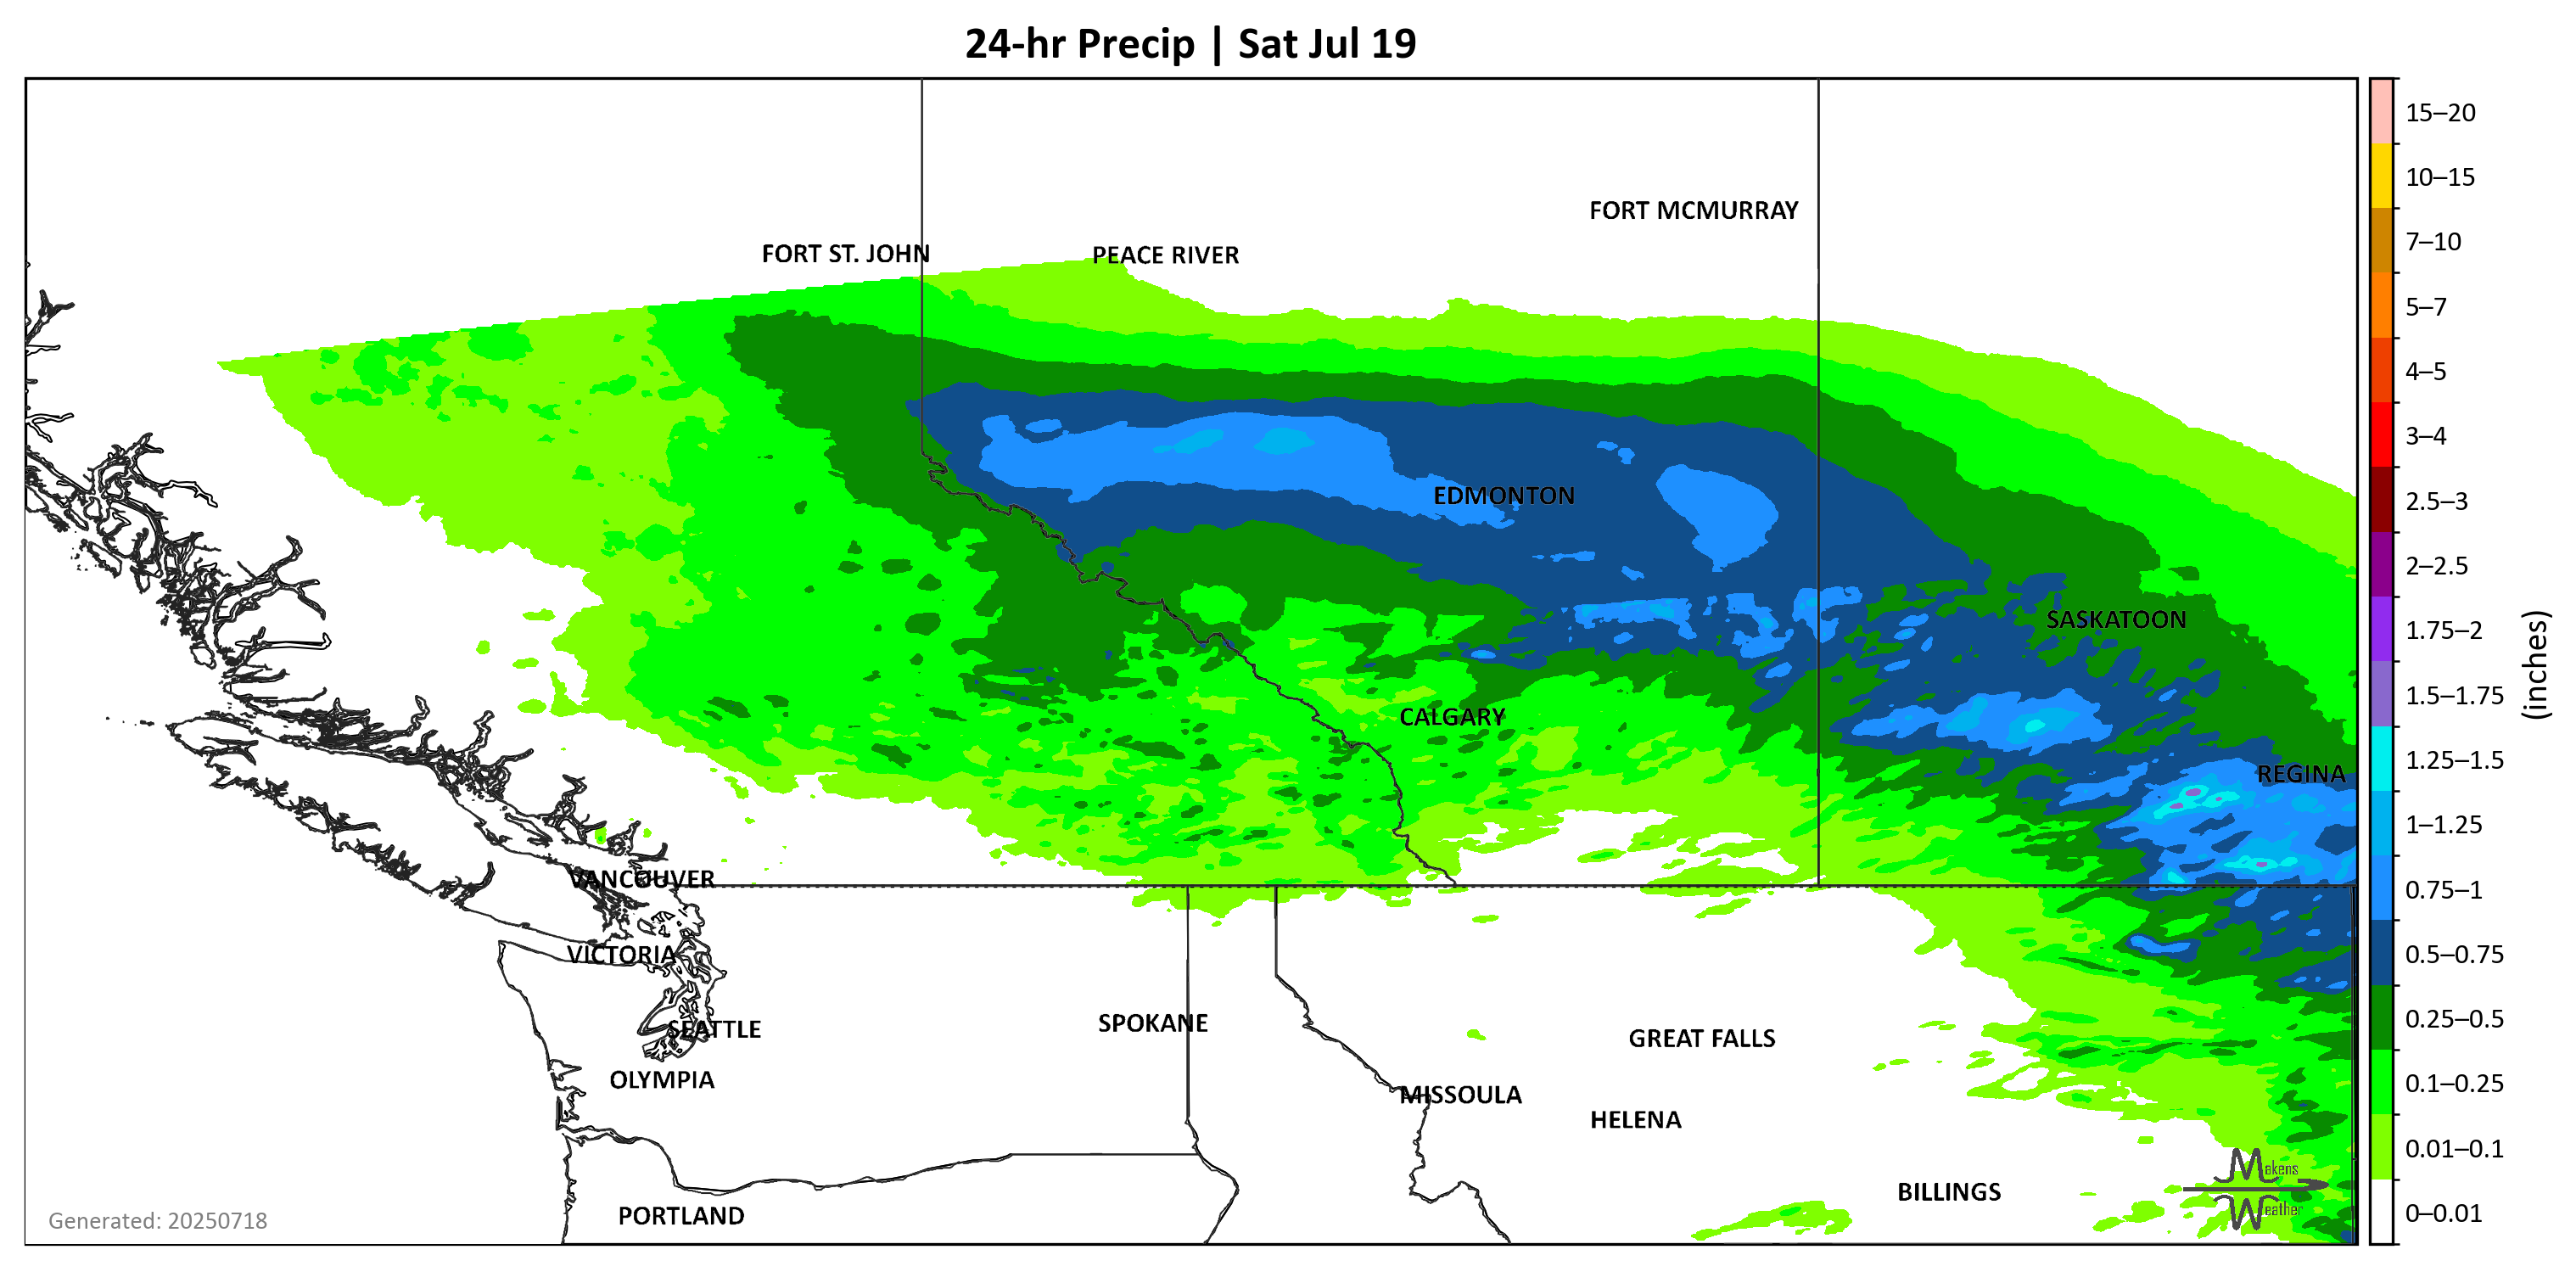 24-hr Precip | Sat Jul 19
FORT MCMURRAY
FORT ST. JOHN
PEACE RIVER
EDMONTON
SASKATOON
CALGARY
REGINA
VANCOUVER
VICTORIA
SPOKANE
SEATTLE
GREAT FALLS
OLYMPIA
MISSOULA
HELENA
BILLINGS
PORTLAND
Makens
Weather
Generated: 20250718
15–20
10–15
7–10
5–7
4–5
3–4
2.5–3
2–2.5
1.75–2
1.5–1.75
1.25–1.5
1–1.25
0.75–1
0.5–0.75
0.25–0.5
0.1–0.25
0.01–0.1
0–0.01
(inches)